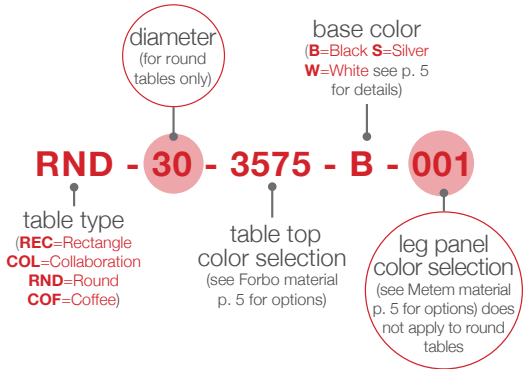 diameter
(for round
tables only)
base color
(B=Black S=Silver
W=White see p. 5
for details)
RND - 30 - 3575 - B - 001
table type
(REC=Rectangle
COL=Collaboration
RND=Round
COF=Coffee)
table top
color selection
(see Forbo material
p. 5 for options)
leg panel
color selection
(see Metem material
p. 5 for options) does
not apply to round
tables